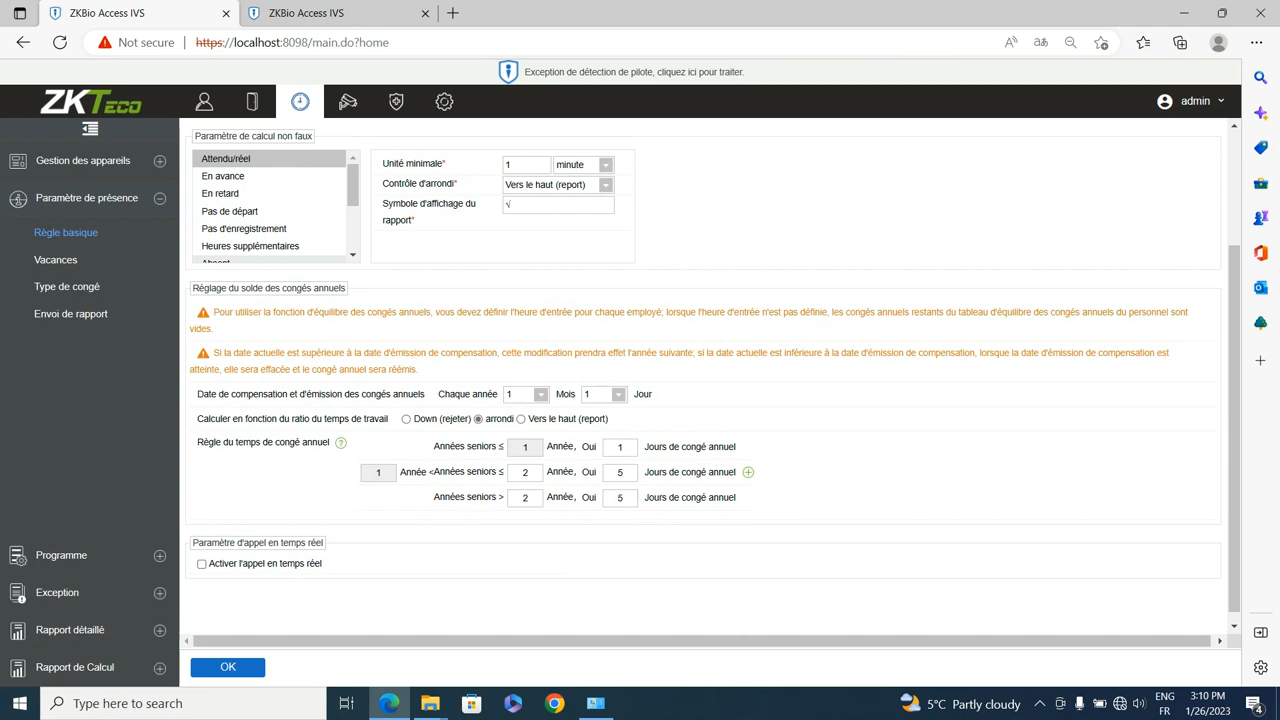 ZKBio Access IVS
ZKBio Access IVS
Not secure
https://localhost:8098/main.do?home
Exception de détection de pilote, cliquez ici pour traiter.
ZKTeco
admin
Gestion des appareils
Paramètre de présence
Règle basique
Vacances
Type de congé
Envoi de rapport
Programme
Exception
Rapport détaillé
Rapport de Calcul
Paramètre de calcul non faux
Attendu/réel
En avance
En retard
Pas de départ
Pas d'enregistrement
Heures supplémentaires
Absent
Unité minimale* 1 minute
Contrôle d'arrondi* Vers le haut (report)
Symbole d'affichage du √
rapport*
Réglage du solde des congés annuels
Pour utiliser la fonction d'équilibre des congés annuels, vous devez définir l'heure d'entrée pour chaque employé; lorsque l'heure d'entrée n'est pas définie, les congés annuels restants du tableau d'équilibre des congés annuels du personnel sont
vides.
Si la date actuelle est supérieure à la date d'émission de compensation, cette modification prendra effet l'année suivante; si la date actuelle est inférieure à la date d'émission de compensation, lorsque la date d'émission de compensation est
atteinte, elle sera effacée et le congé annuel sera réémis.
Date de compensation et d'émission des congés annuels Chaque année 1 Mois 1 Jour
Calculer en fonction du ratio du temps de travail Down (rejeter) arrondi Vers le haut (report)
Règle du temps de congé annuel ? Années seniors ≤ 1 Année, Oui 1 Jours de congé annuel
1 Année <Années seniors ≤ 2 Année, Oui 5 Jours de congé annuel
Années seniors > 2 Année, Oui 5 Jours de congé annuel
Paramètre d'appel en temps réel
Activer l'appel en temps réel
OK
Type here to search
5°C Partly cloudy
ENG
FR
3:10 PM
1/26/2023
4